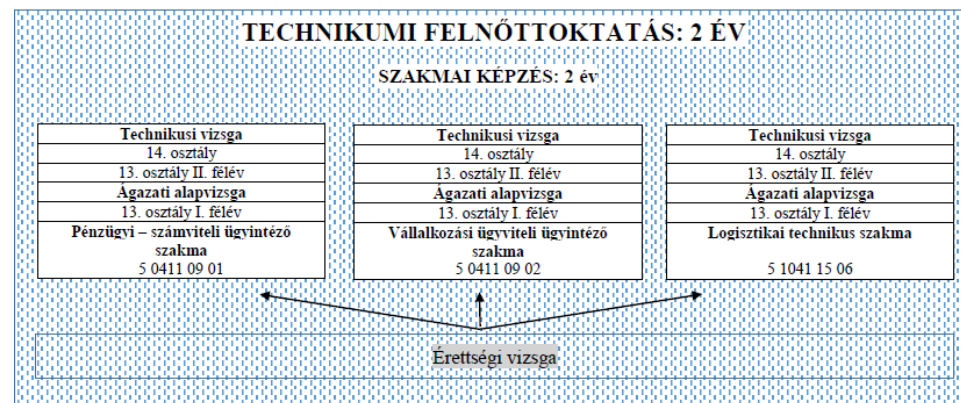 TECHNIKUMI FELNŐTTOKTATÁS: 2 ÉV
SZAKMAI KÉPZÉS: 2 év
Technikusi vizsga
14. osztály
13. osztály II. félév
Ágazati alapvizsga
13. osztály I. félév
Pénzügyi – számviteli ügyintéző
szakma
5 0411 09 01
Technikusi vizsga
14. osztály
13. osztály II. félév
Ágazati alapvizsga
13. osztály I. félév
Vállalkozási ügyviteli ügyintéző
szakma
5 0411 09 02
Technikusi vizsga
14. osztály
13. osztály II. félév
Ágazati alapvizsga
13. osztály I. félév
Logisztikai technikus szakma
5 1041 15 06
Érettségi vizsga